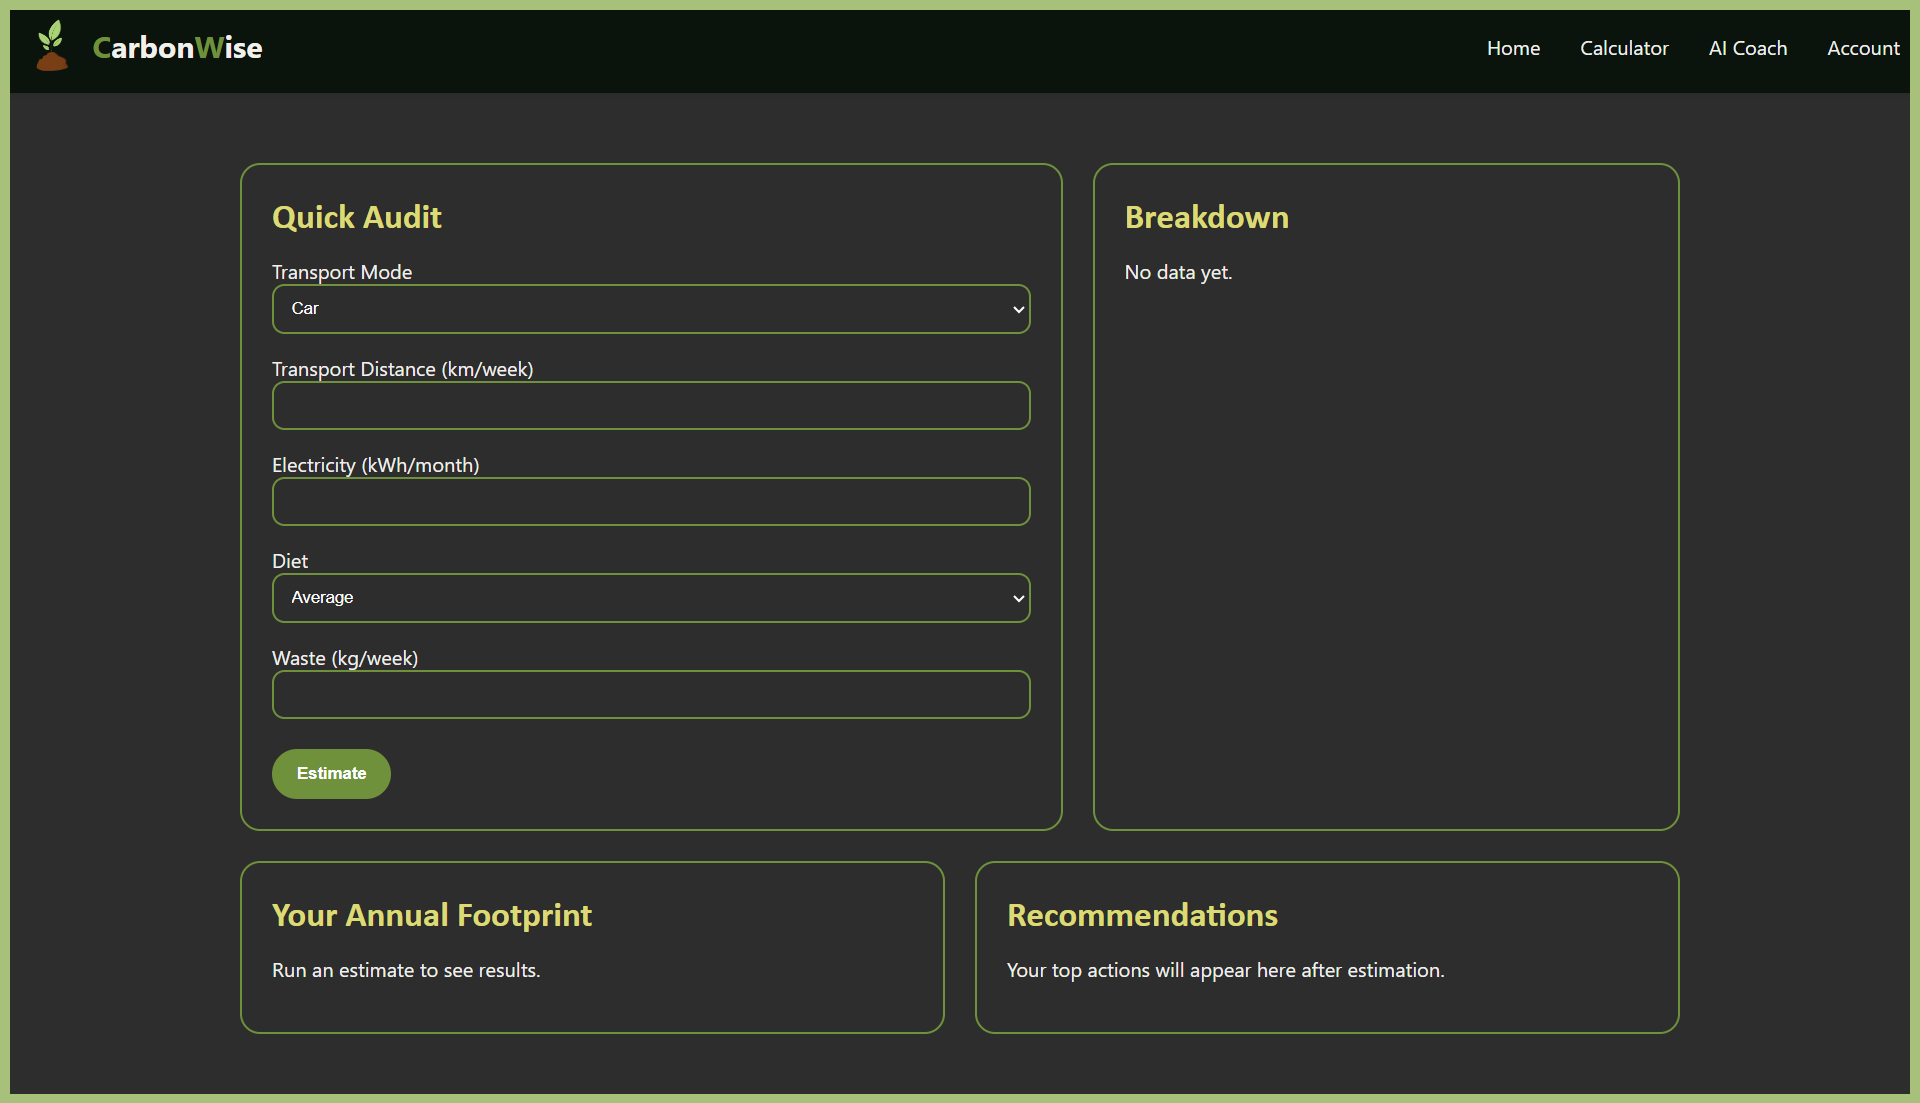 CarbonWise
Home Calculator AI Coach Account
Quick Audit
Transport Mode
Car
Transport Distance (km/week)
Electricity (kWh/month)
Diet
Average
Waste (kg/week)
Estimate
Breakdown
No data yet.
Your Annual Footprint
Run an estimate to see results.
Recommendations
Your top actions will appear here after estimation.